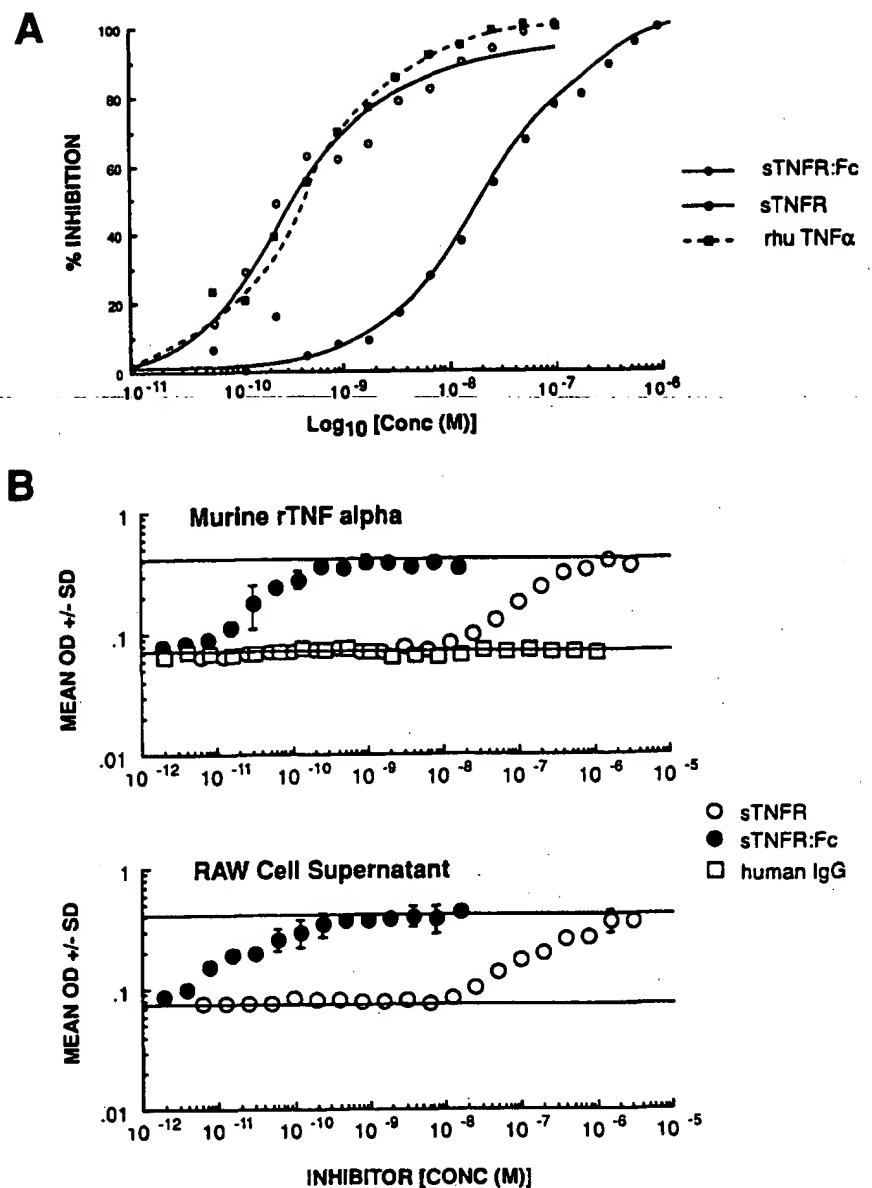 A
100
80
60
40
20
0
% INHIBITION
10-11 10-10 10-9 10-8 10-7 10-6
Log10 [Conc (M)]
sTNFR:Fc
sTNFR
rhu TNFα
B
Murine rTNF alpha
1
.1
.01
MEAN OD +/- SD
10 -12 10 -11 10 -10 10 -9 10 -8 10 -7 10 -6 10 -5
sTNFR
sTNFR:Fc
human IgG
RAW Cell Supernatant
1
.1
.01
MEAN OD +/- SD
10 -12 10 -11 10 -10 10 -9 10 -8 10 -7 10 -6 10 -5
INHIBITOR [CONC (M)]